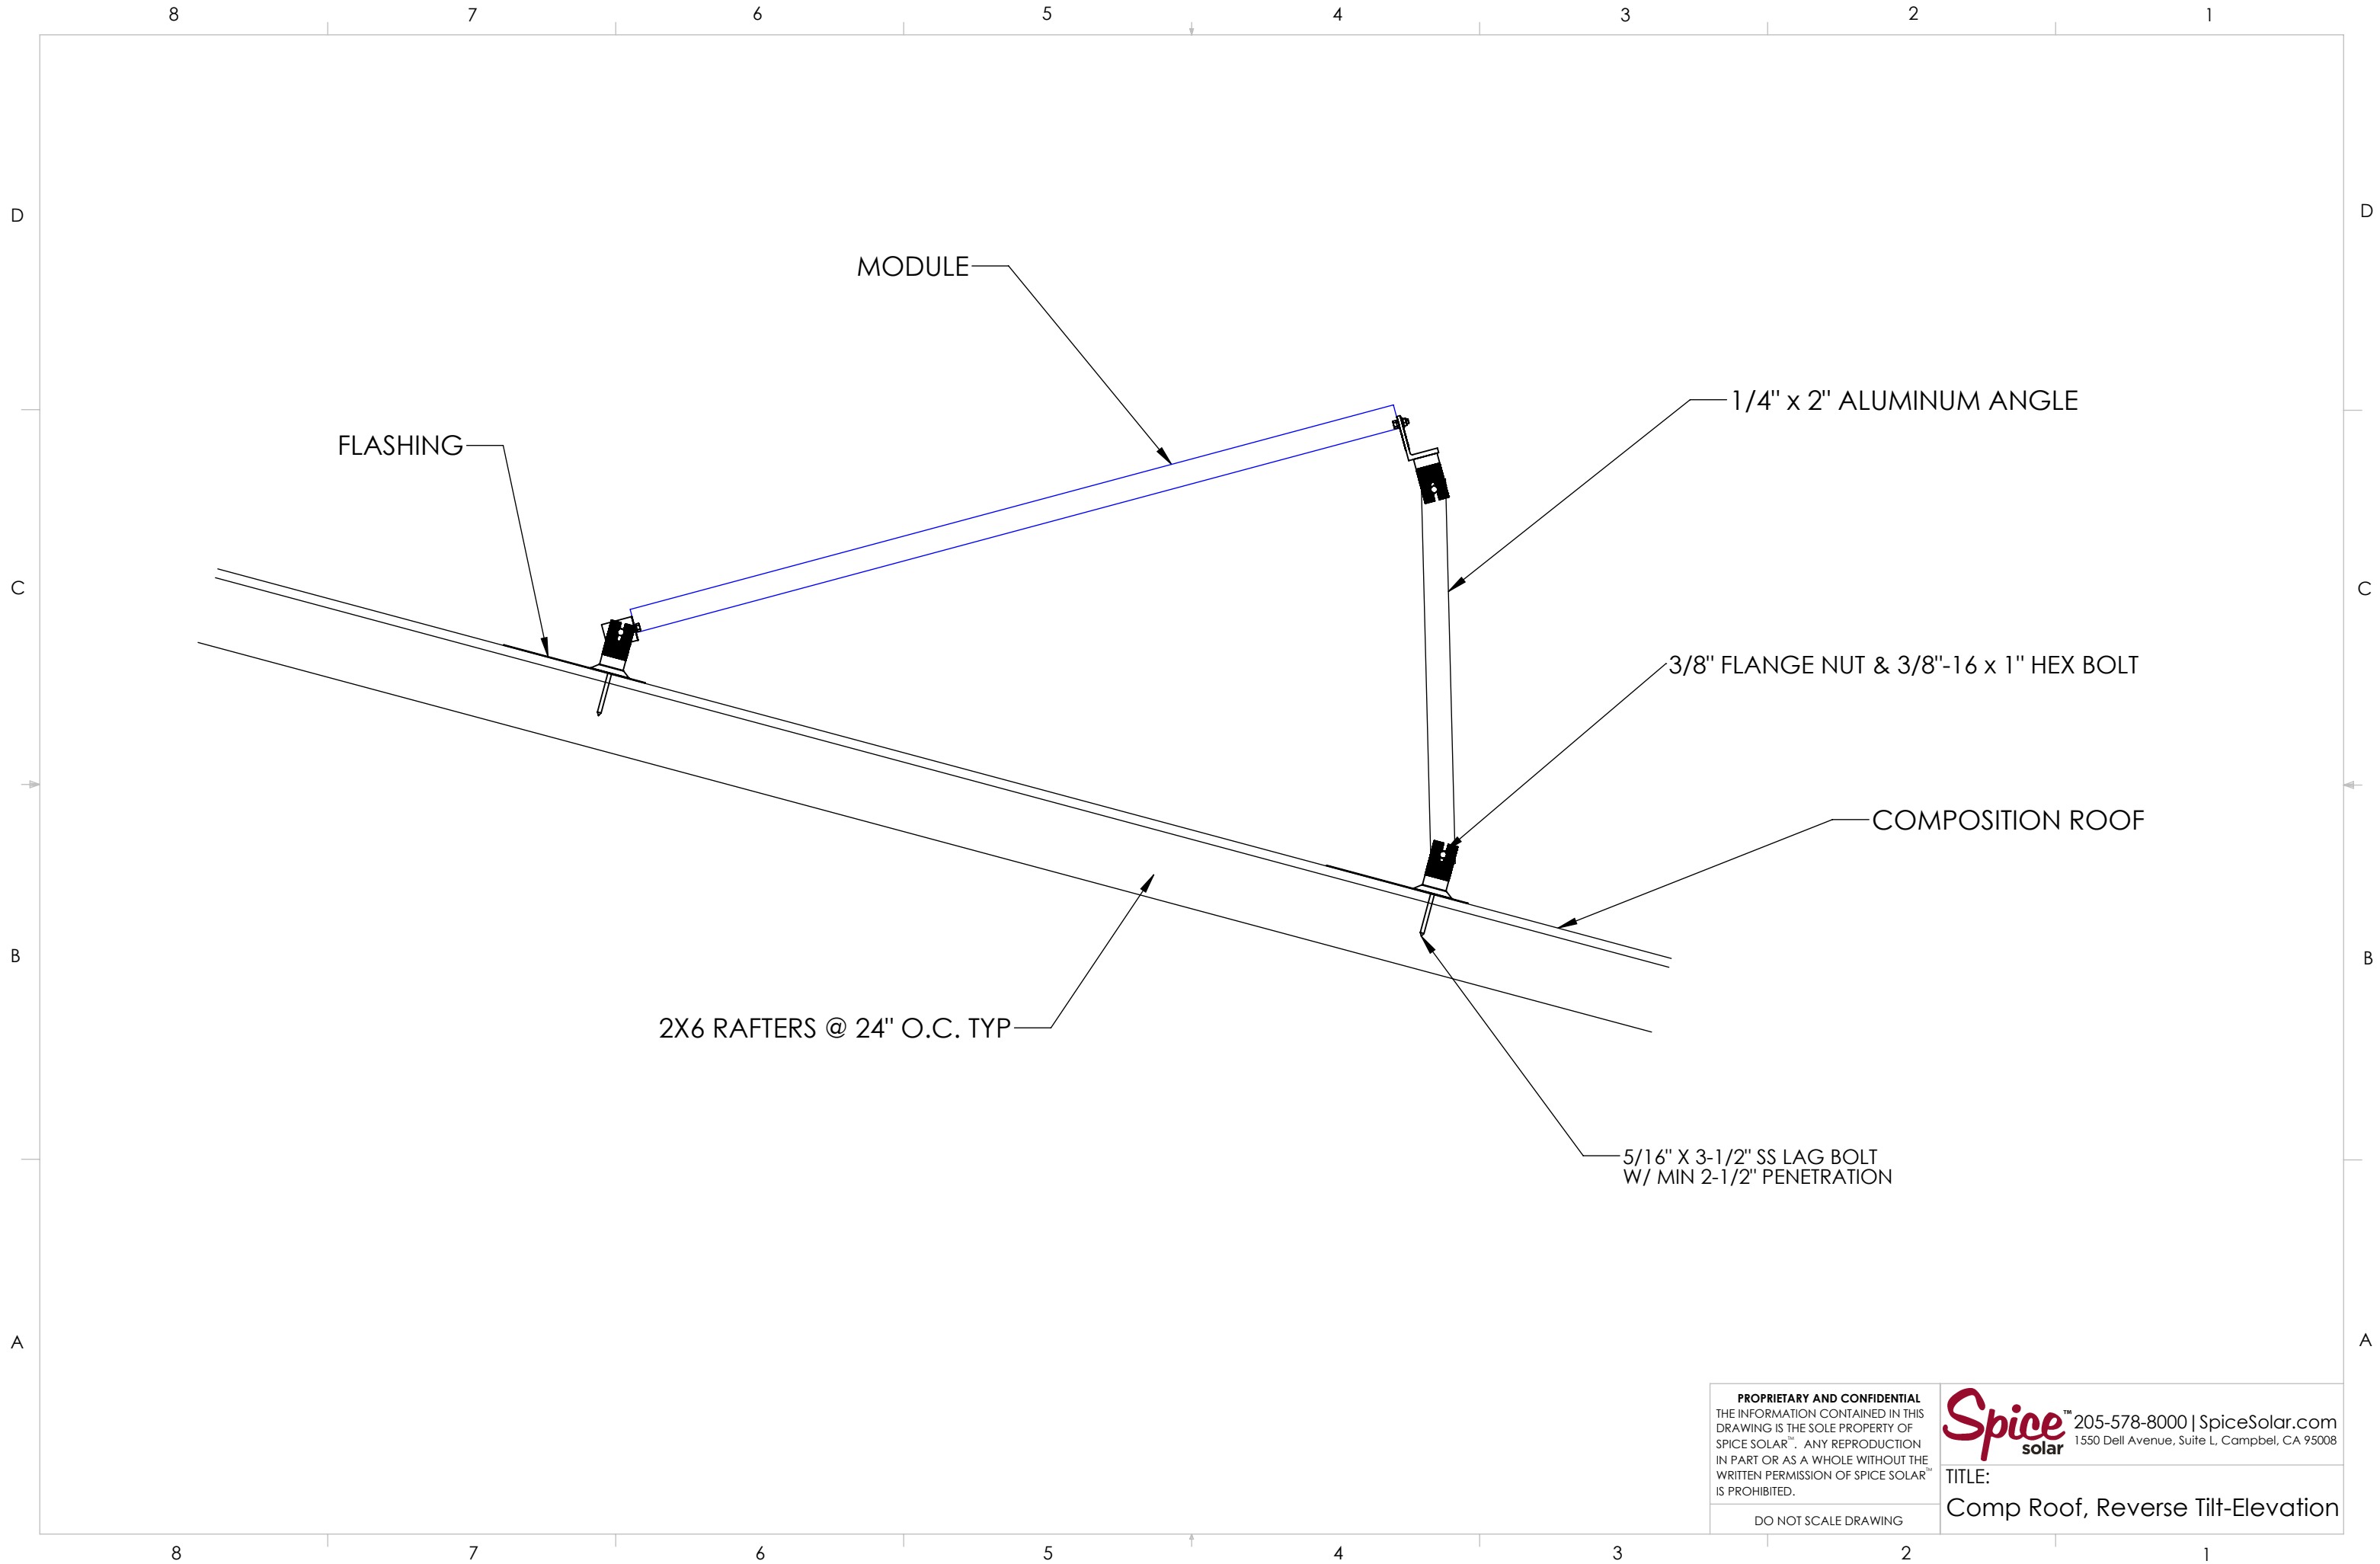 8 7 6 5 4 3 2 1
D D
MODULE
1/4" x 2" ALUMINUM ANGLE
FLASHING
C C
3/8" FLANGE NUT & 3/8"-16 x 1" HEX BOLT
COMPOSITION ROOF
B B
2X6 RAFTERS @ 24" O.C. TYP
5/16" X 3-1/2" SS LAG BOLT
W/ MIN 2-1/2" PENETRATION
A A
PROPRIETARY AND CONFIDENTIAL
THE INFORMATION CONTAINED IN THIS
DRAWING IS THE SOLE PROPERTY OF
SPICE SOLAR™. ANY REPRODUCTION
IN PART OR AS A WHOLE WITHOUT THE
WRITTEN PERMISSION OF SPICE SOLAR™
IS PROHIBITED.
DO NOT SCALE DRAWING
Spice™
solar
205-578-8000 | SpiceSolar.com
1550 Dell Avenue, Suite L, Campbel, CA 95008
TITLE:
Comp Roof, Reverse Tilt-Elevation
8 7 6 5 4 3 2 1